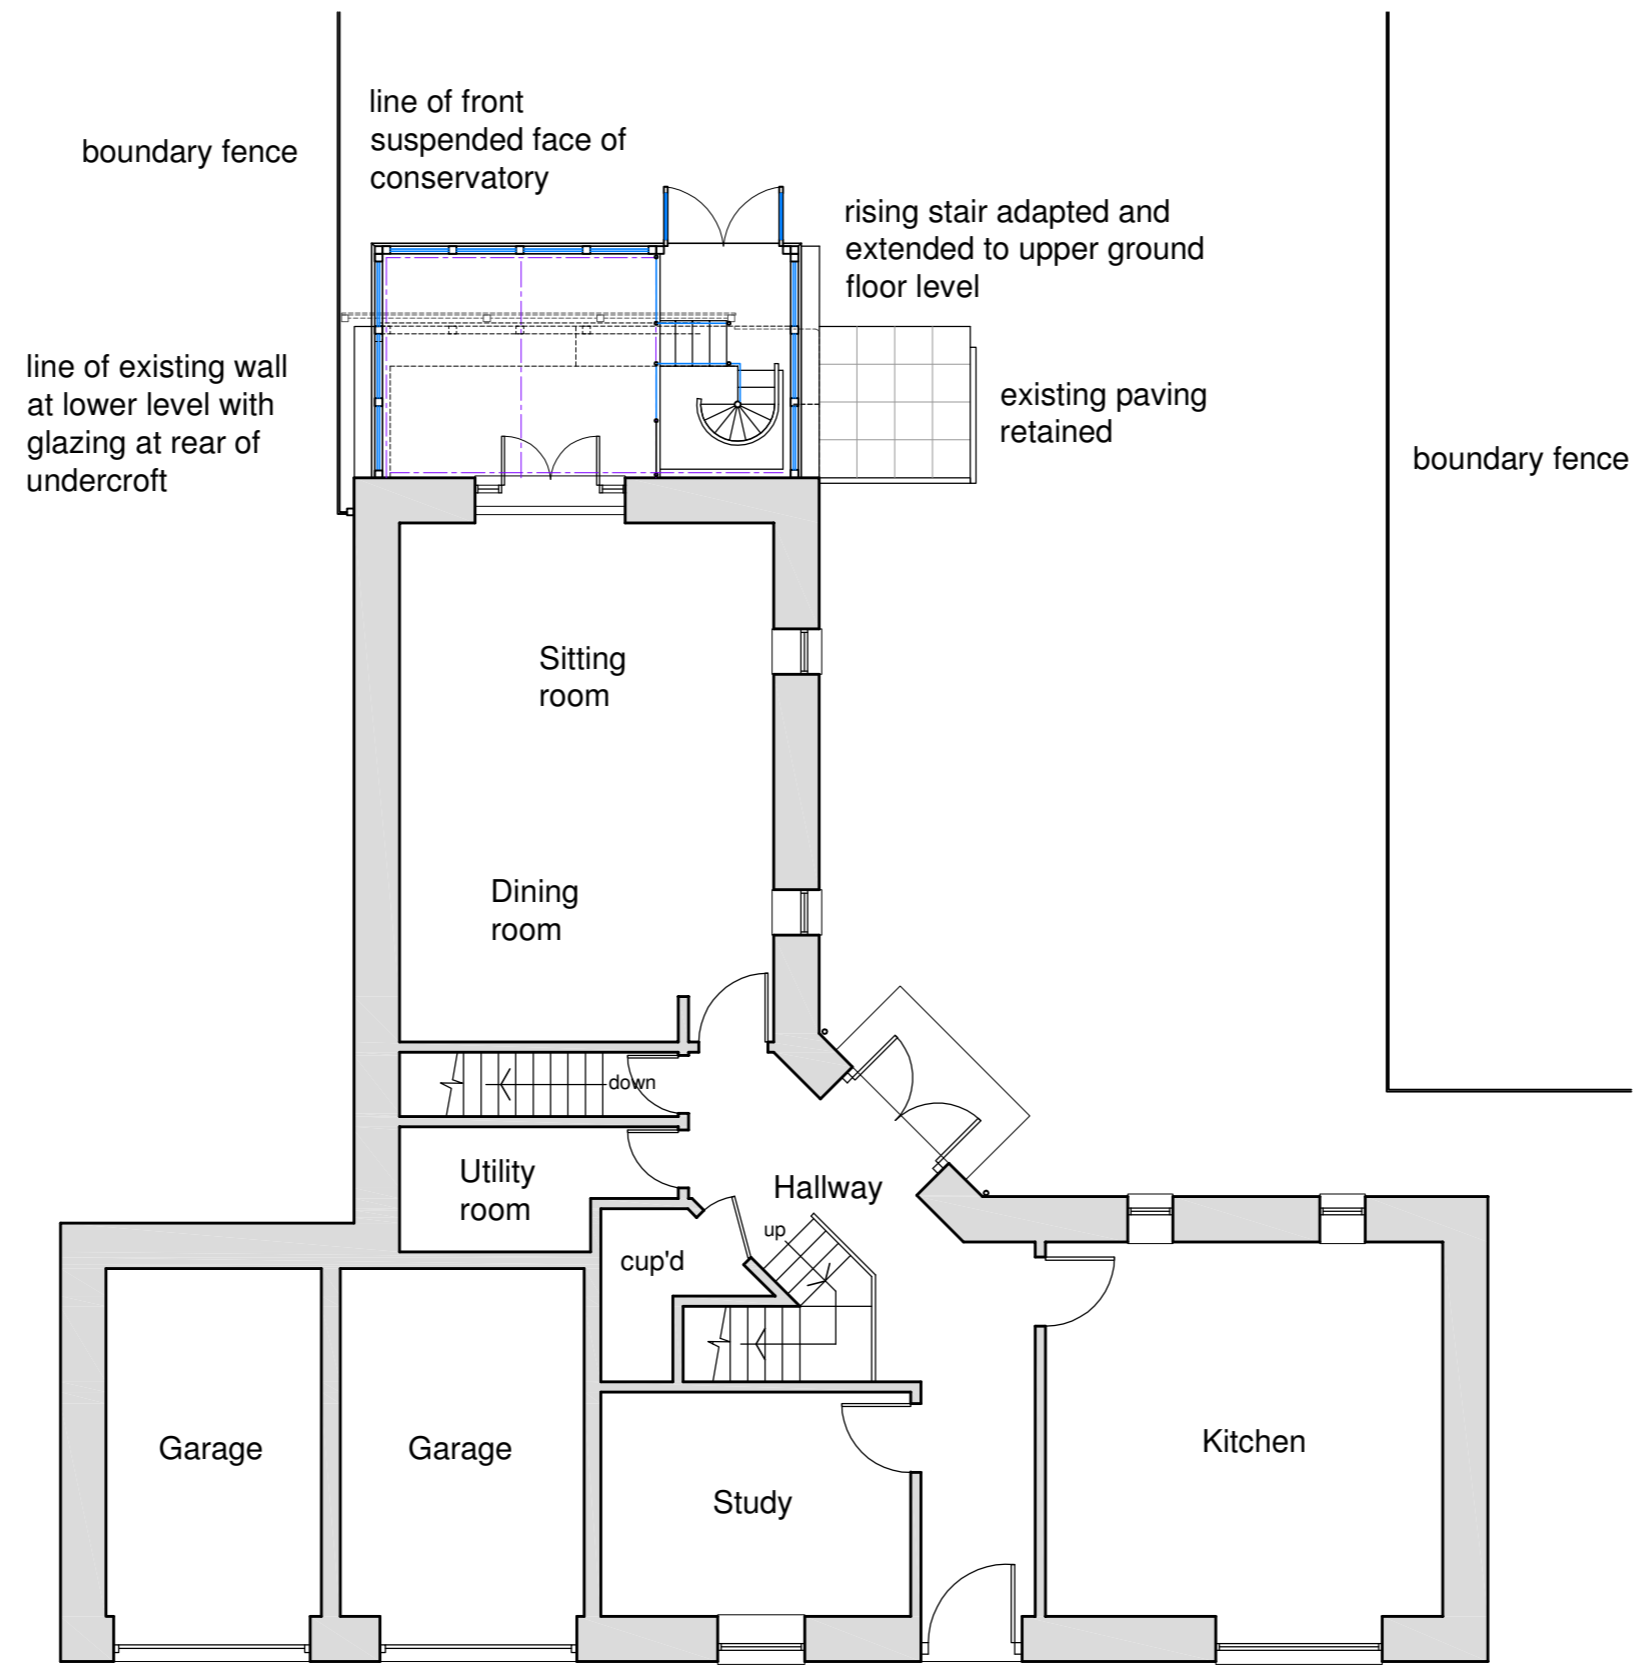 line of front
suspended face of
conservatory
boundary fence
rising stair adapted and
extended to upper ground
floor level
line of existing wall
at lower level with
glazing at rear of
undercroft
existing paving
retained
boundary fence
Sitting
room
Dining
room
down
Utility
room
Hallway
up
cup'd
Garage
Garage
Kitchen
Study